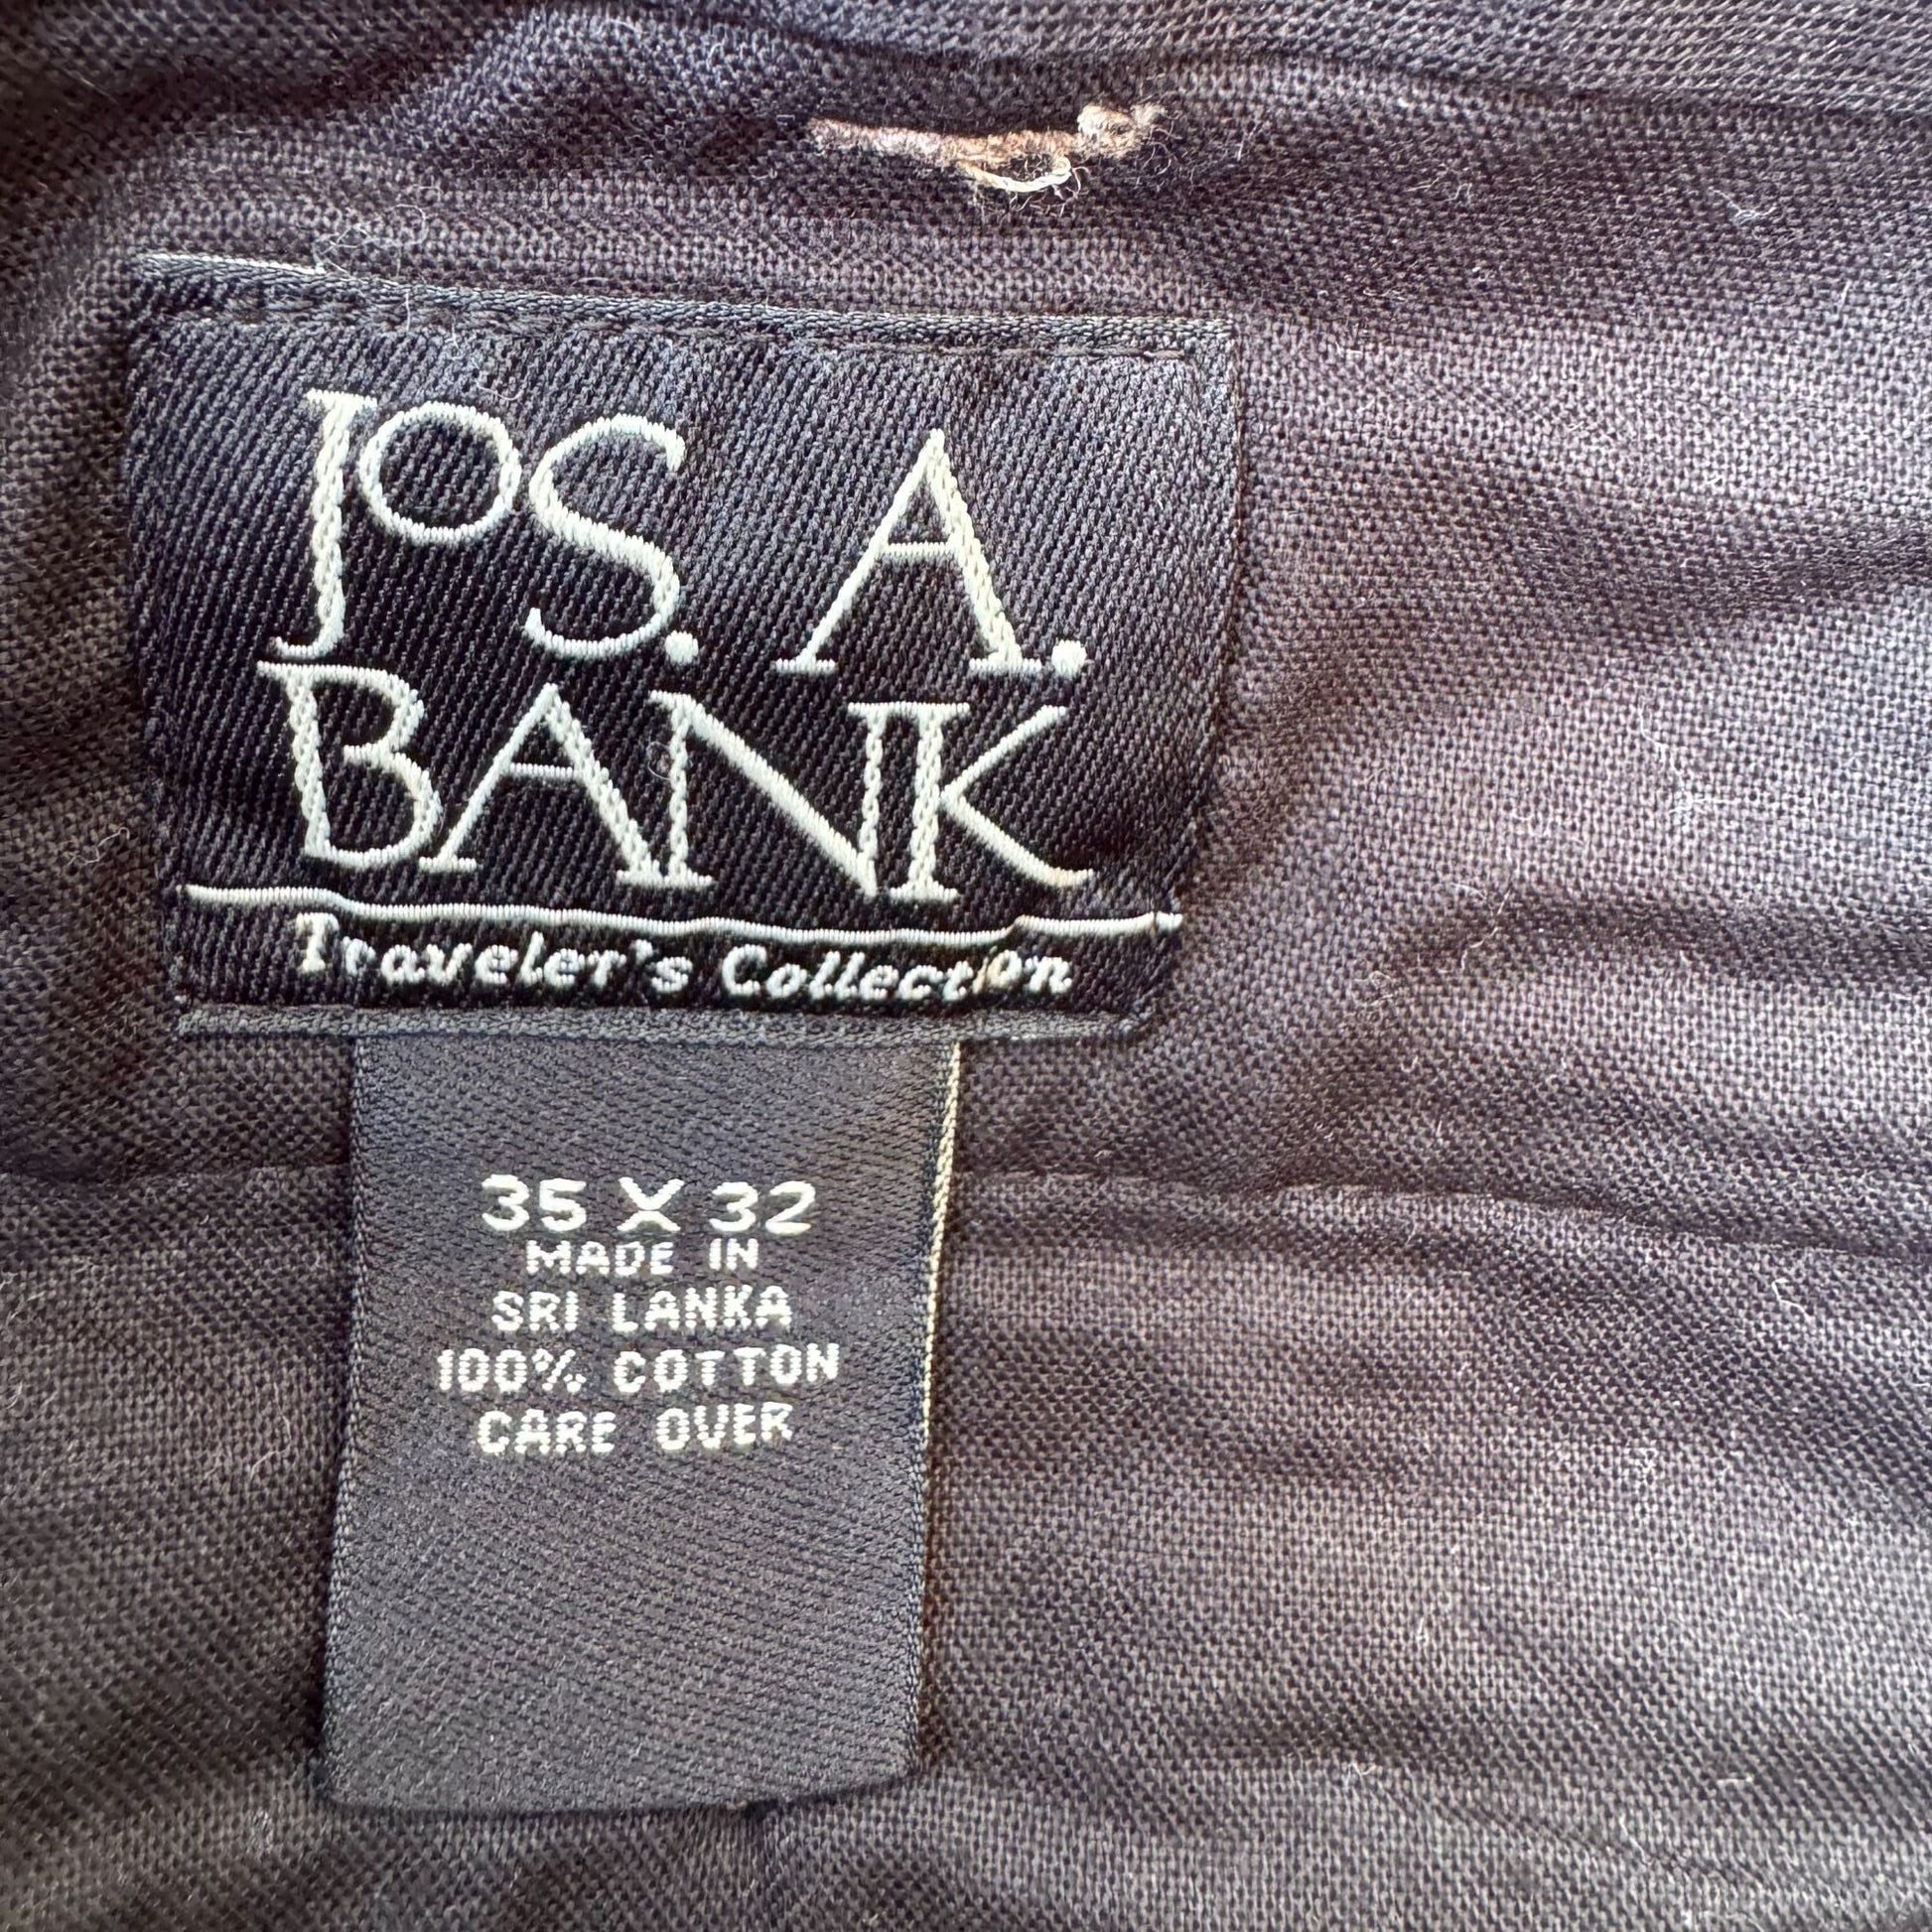 JoS. A.
BANK
Traveler's Collection
35 X 32
MADE IN
SRI LANKA
100% COTTON
CARE OVER